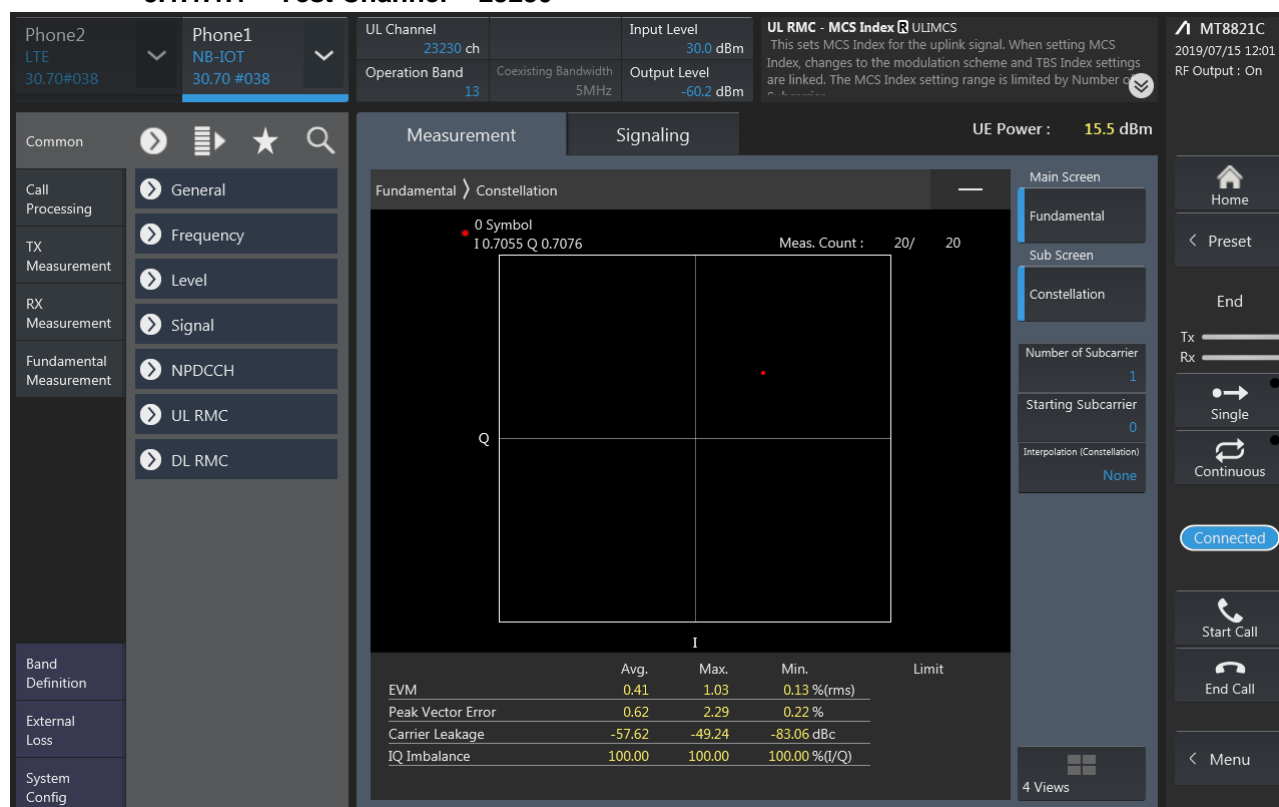 Test Channel
Phone2
LTE
30.70#038
Phone1
NB-IOT
30.70 #038
UL Channel
23230 ch
Operation Band
13
Coexisting Bandwidth
5MHz
Input Level
30.0 dBm
Output Level
-60.2 dBm
UL RMC - MCS Index R ULIMCS
This sets MCS Index for the uplink signal. When setting MCS
Index, changes to the modulation scheme and TBS Index settings
are linked. The MCS Index setting range is limited by Number of
MT8821C
2019/07/15 12:01
RF Output : On
Common
Call
Processing
TX
Measurement
RX
Measurement
Fundamental
Measurement
Band
Definition
External
Loss
System
Config
General
Frequency
Level
Signal
NPDCCH
UL RMC
DL RMC
Measurement
Signaling
UE Power : 15.5 dBm
Fundamental 〉 Constellation
0 Symbol
I 0.7055 Q 0.7076
Meas. Count : 20/ 20
Q
I
Avg. Max. Min. Limit
EVM 0.41 1.03 0.13 %(rms)
Peak Vector Error 0.62 2.29 0.22 %
Carrier Leakage -57.62 -49.24 -83.06 dBc
IQ Imbalance 100.00 100.00 100.00 %(I/Q)
Main Screen
Fundamental
Sub Screen
Constellation
Number of Subcarrier
1
Starting Subcarrier
0
Interpolation (Constellation)
None
4 Views
Home
< Preset
End
Tx
Rx
Single
Continuous
Connected
Start Call
End Call
< Menu